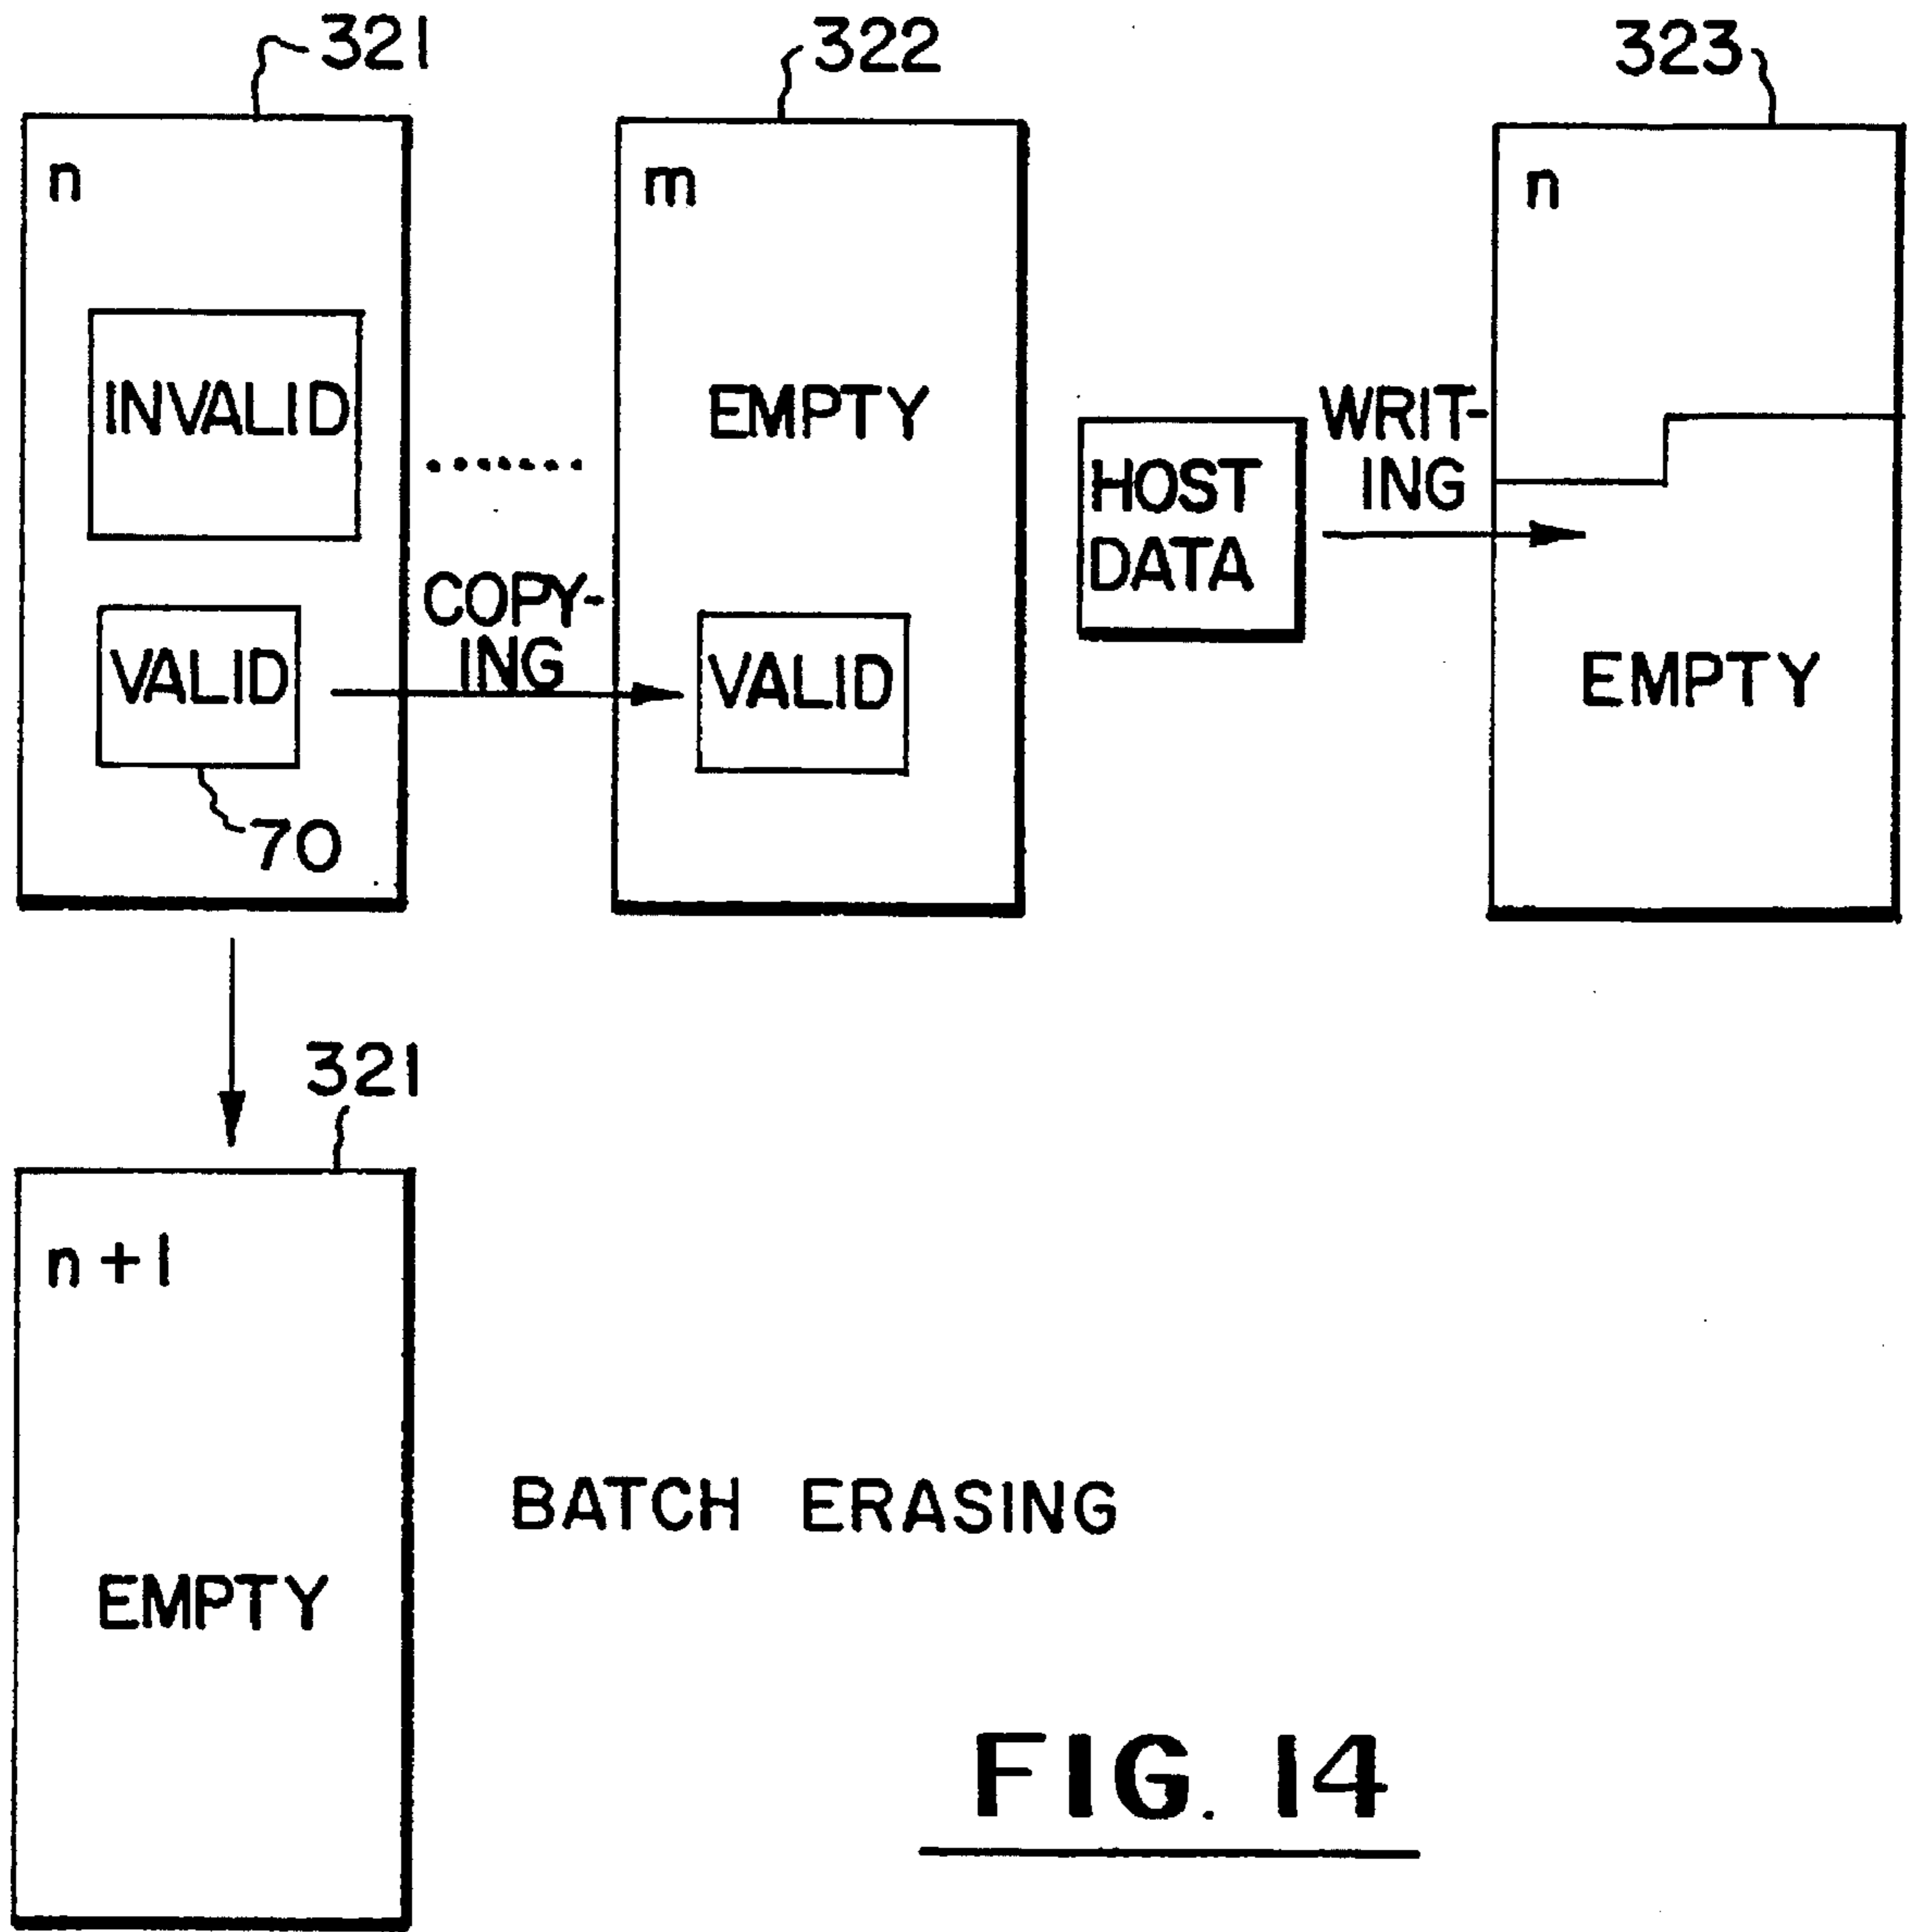 321
322
323
n
m
n
INVALID
EMPTY
WRIT-
ING
HOST
DATA
COPY-
ING
VALID
VALID
EMPTY
70
321
n+1
BATCH ERASING
EMPTY
FIG. 14